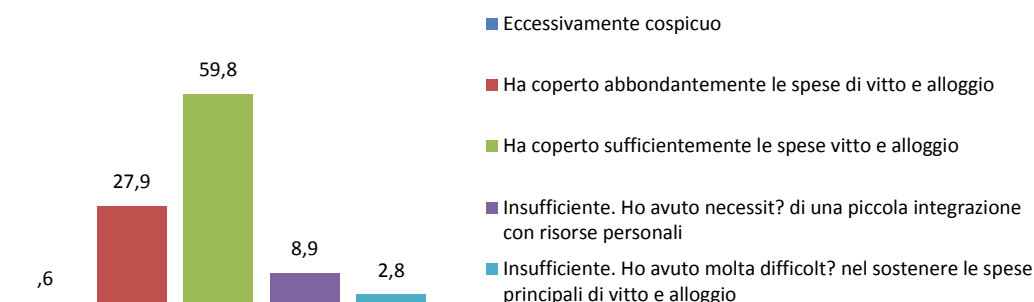 Eccessivamente cospicuo
59,8
Ha coperto abbondantemente le spese di vitto e alloggio
Ha coperto sufficientemente le spese vitto e alloggio
27,9
Insufficiente. Ho avuto necessit? di una piccola integrazione
con risorse personali
8,9
2,8
,6
Insufficiente. Ho avuto molta difficolt? nel sostenere le spese
principali di vitto e alloggio